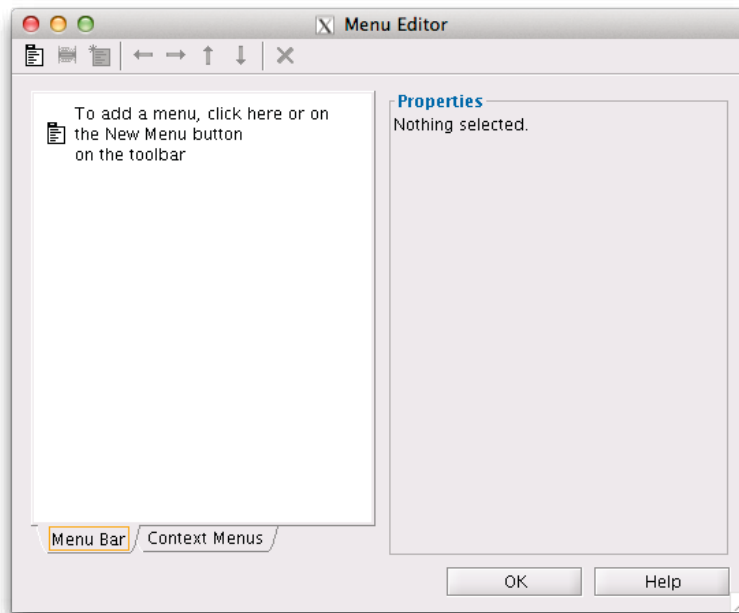 Menu Editor
To add a menu, click here or on
the New Menu button
on the toolbar
Properties
Nothing selected.
Menu Bar
Context Menus
OK
Help